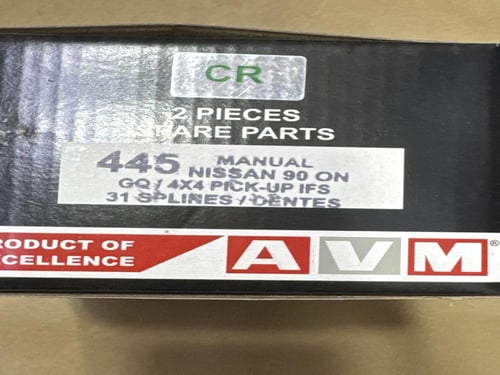 CR
2 PIECES
SPARE PARTS
445 MANUAL
NISSAN 90 ON
GQ / 4X4 PICK-UP IFS
31 SPLINES / DENTES
PRODUCT OF
EXCELLENCE
AVM®